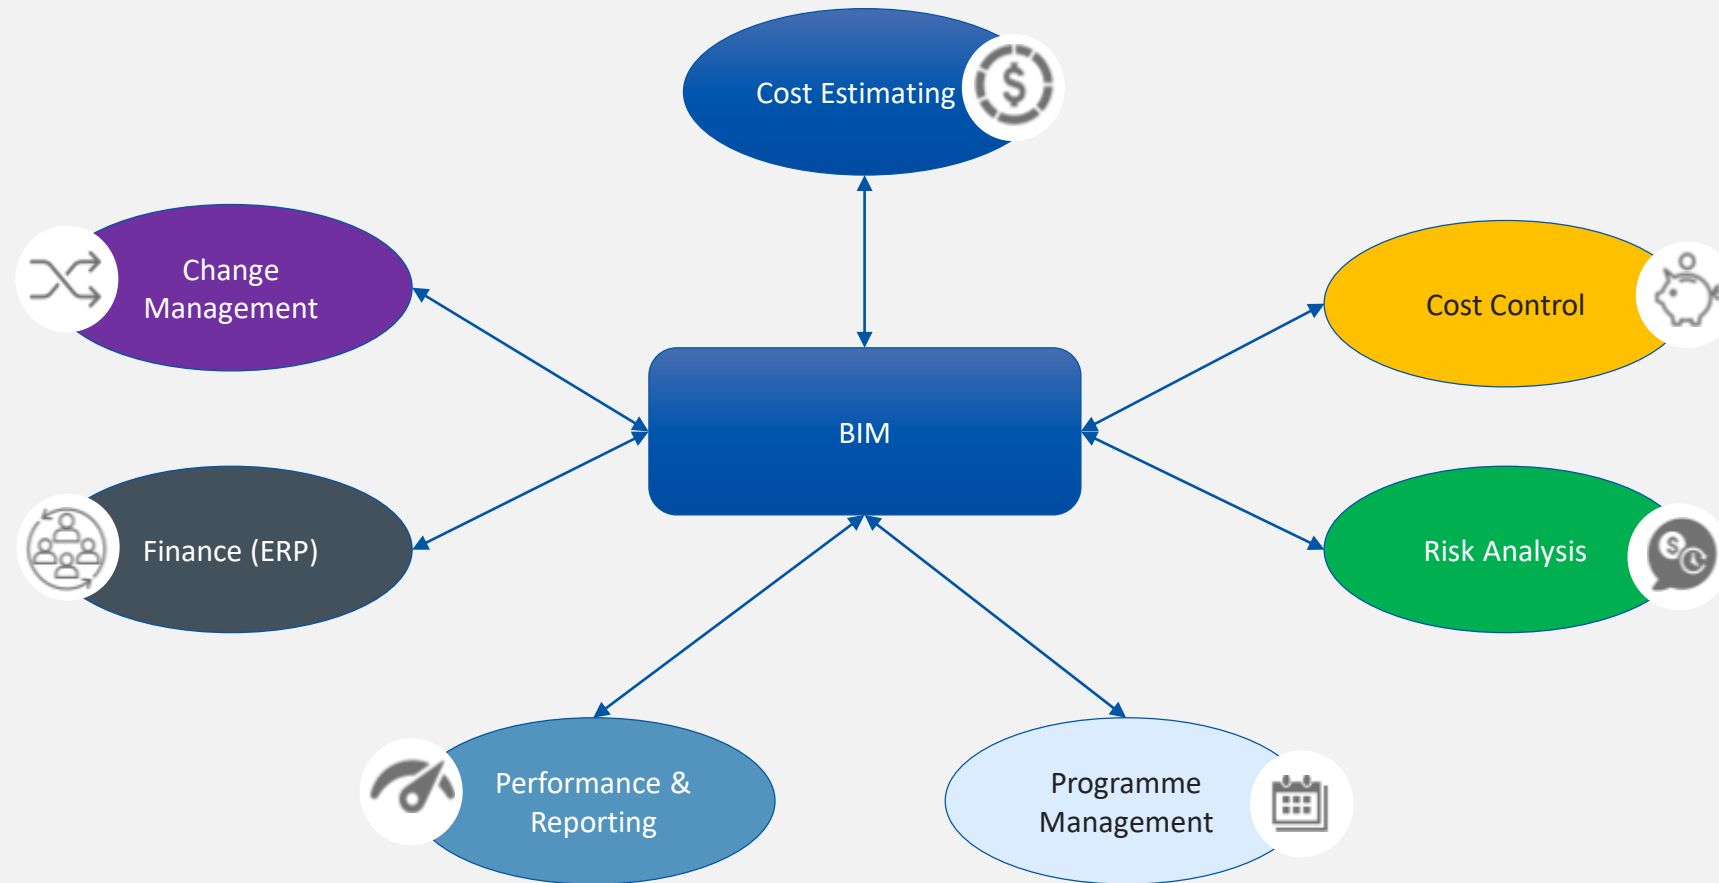 Cost Estimating
Change
Management
Cost Control
BIM
Finance (ERP)
Risk Analysis
Performance &
Reporting
Programme
Management